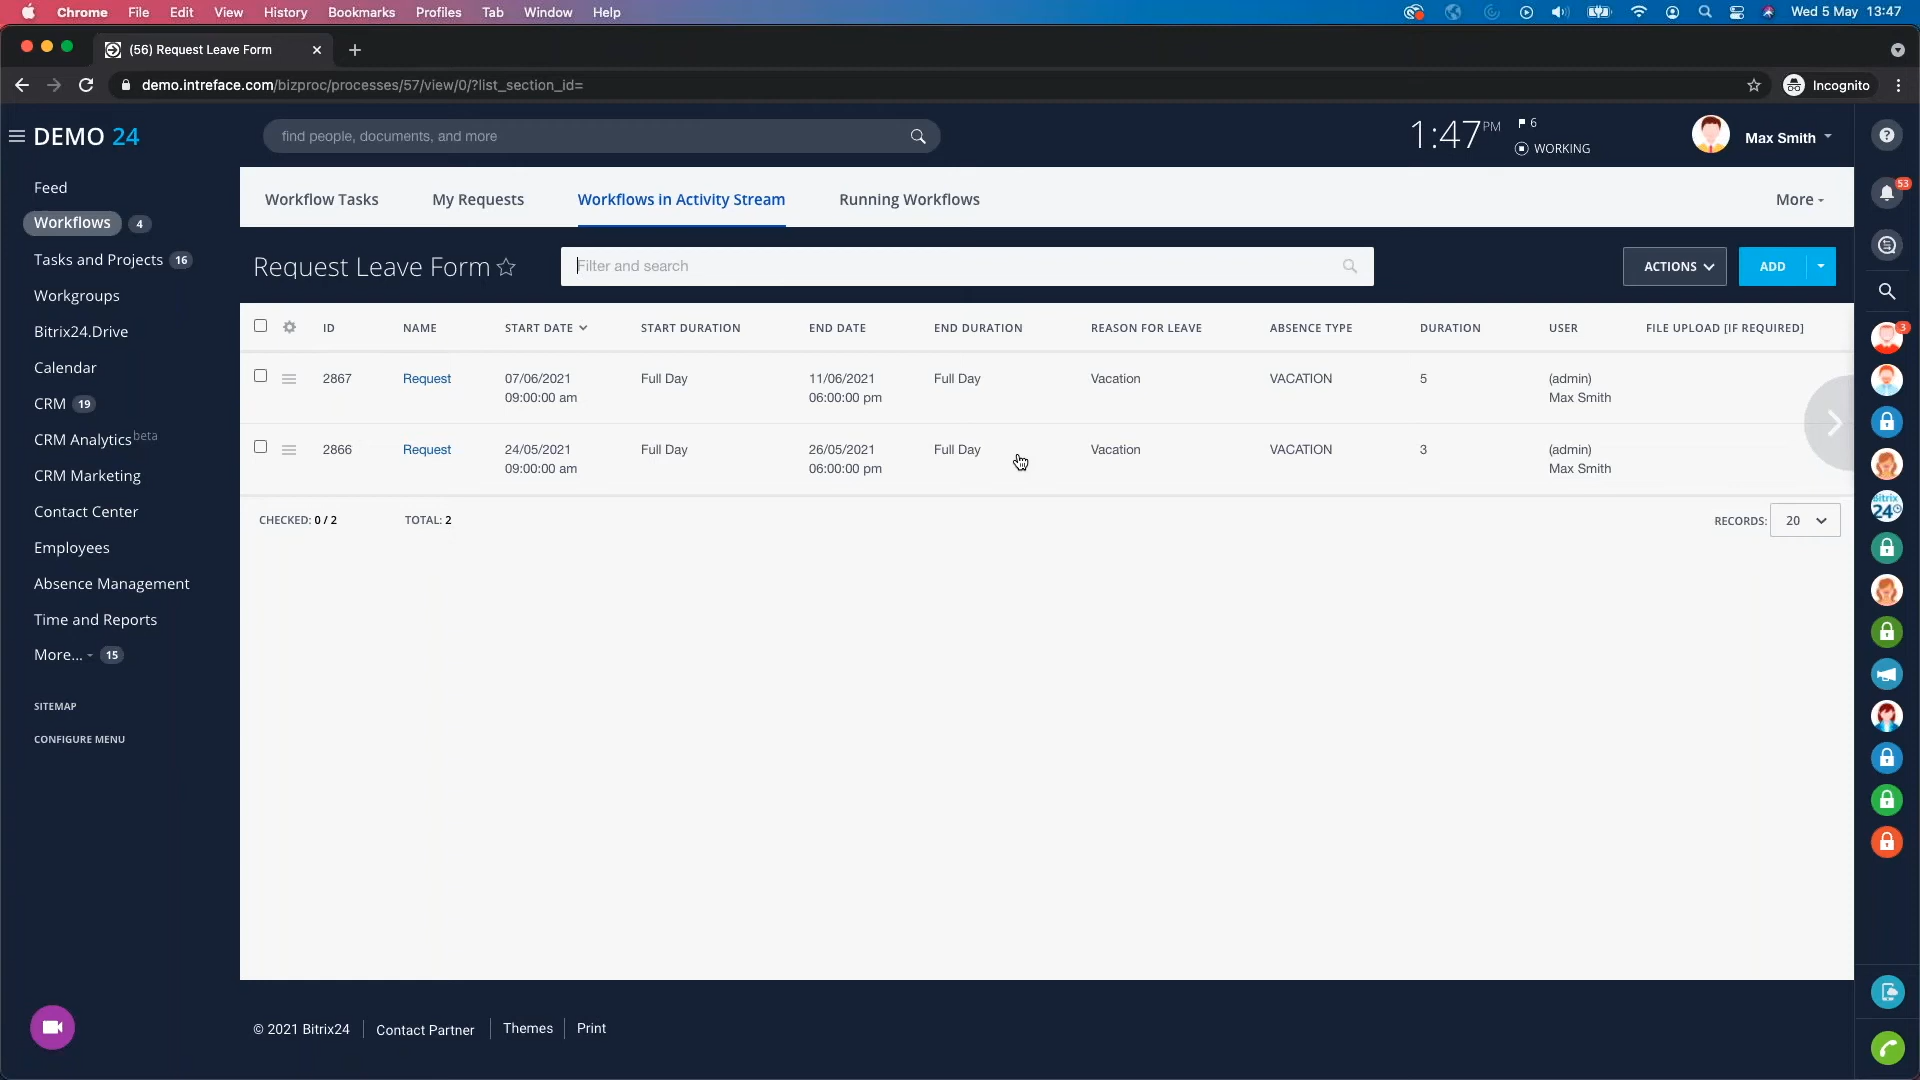 Chrome File Edit View History Bookmarks Profiles Tab Window Help Wed 5 May 13:47
(56) Request Leave Form
demo.intreface.com/bizproc/processes/57/view/0/?list_section_id= Incognito
DEMO 24
find people, documents, and more
1:47 PM
6
WORKING
Max Smith
Feed
Workflows 4
Tasks and Projects 16
Workgroups
Bitrix24.Drive
Calendar
CRM 19
CRM Analytics beta
CRM Marketing
Contact Center
Employees
Absence Management
Time and Reports
More... 15
SITEMAP
CONFIGURE MENU
Workflow Tasks My Requests Workflows in Activity Stream Running Workflows More
Request Leave Form Filter and search ACTIONS ADD
ID NAME START DATE START DURATION END DATE END DURATION REASON FOR LEAVE ABSENCE TYPE DURATION USER FILE UPLOAD [IF REQUIRED]
2867 Request 07/06/2021 Full Day 11/06/2021 Full Day Vacation VACATION 5 (admin)
09:00:00 am 06:00:00 pm Max Smith
2866 Request 24/05/2021 Full Day 26/05/2021 Full Day Vacation VACATION 3 (admin)
09:00:00 am 06:00:00 pm Max Smith
CHECKED: 0 / 2 TOTAL: 2 RECORDS: 20
53
3
Bitrix
24
© 2021 Bitrix24 Contact Partner Themes Print